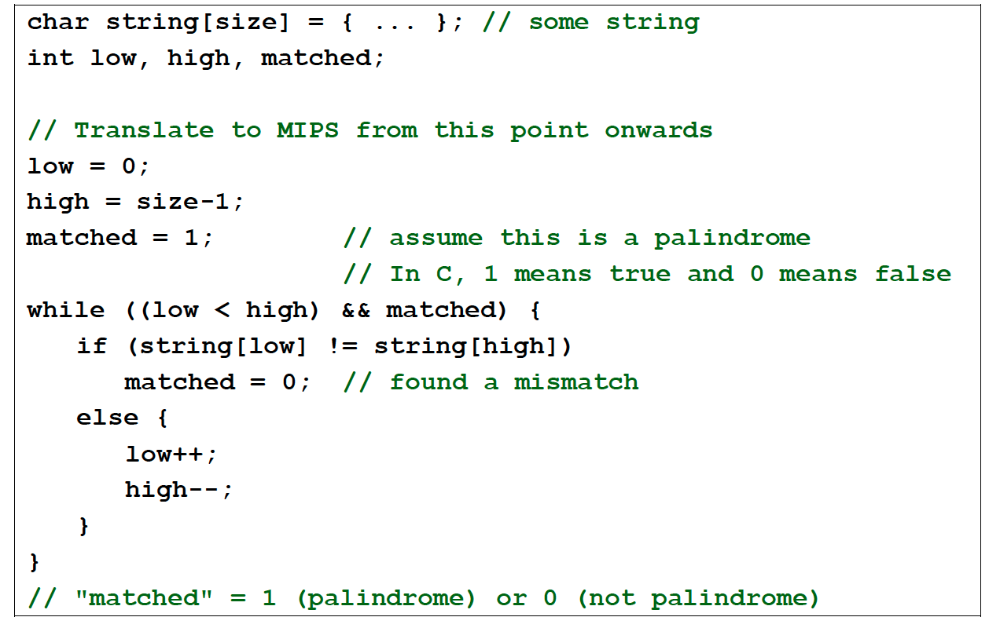 char string[size] = { ... }; // some string
int low, high, matched;
// Translate to MIPS from this point onwards
low = 0;
high = size-1;
matched = 1; // assume this is a palindrome
// In C, 1 means true and 0 means false
while ((low < high) && matched) {
if (string[low] != string[high])
matched = 0; // found a mismatch
else {
low++;
high--;
}
}
// "matched" = 1 (palindrome) or 0 (not palindrome)